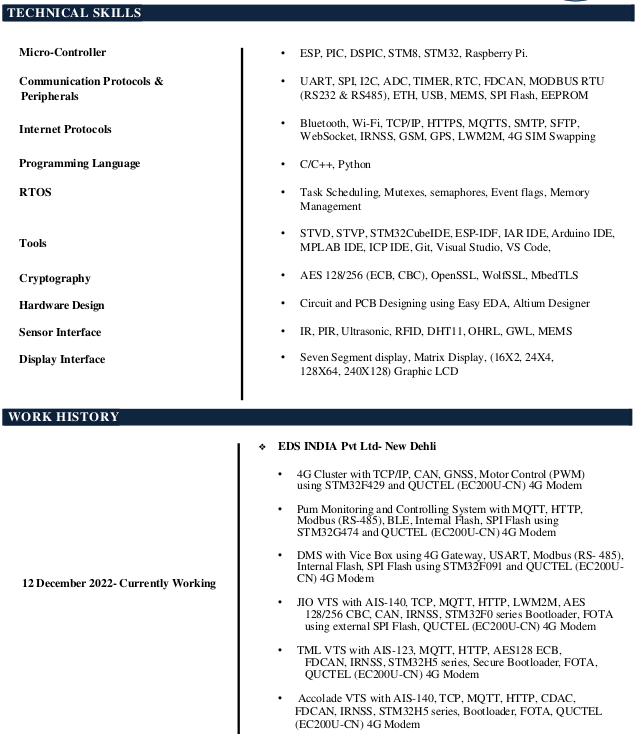 TECHNICAL SKILLS
Micro-Controller
• ESP, PIC, DSPIC, STM8, STM32, Raspberry Pi.
Communication Protocols &
Peripherals
• UART, SPI, I2C, ADC, TIMER, RTC, FDCAN, MODBUS RTU
(RS232 & RS485), ETH, USB, MEMS, SPI Flash, EEPROM
Internet Protocols
• Bluetooth, Wi-Fi, TCP/IP, HTTPS, MQTTS, SMTP, SFTP,
WebSocket, IRNSS, GSM, GPS, LWM2M, 4G SIM Swapping
Programming Language
• C/C++, Python
RTOS
• Task Scheduling, Mutexes, semaphores, Event flags, Memory
Management
Tools
• STVD, STVP, STM32CubeIDE, ESP-IDF, IAR IDE, Arduino IDE,
MPLAB IDE, ICP IDE, Git, Visual Studio, VS Code,
Cryptography
• AES 128/256 (ECB, CBC), OpenSSL, WolfSSL, MbedTLS
Hardware Design
• Circuit and PCB Designing using Easy EDA, Altium Designer
Sensor Interface
• IR, PIR, Ultrasonic, RFID, DHT11, OHRL, GWL, MEMS
Display Interface
• Seven Segment display, Matrix Display, (16X2, 24X4,
128X64, 240X128) Graphic LCD
WORK HISTORY
12 December 2022- Currently Working
❖ EDS INDIA Pvt Ltd- New Dehli
• 4G Cluster with TCP/IP, CAN, GNSS, Motor Control (PWM)
using STM32F429 and QUCTEL (EC200U-CN) 4G Modem
• Pum Monitoring and Controlling System with MQTT, HTTP,
Modbus (RS-485), BLE, Internal Flash, SPI Flash using
STM32G474 and QUCTEL (EC200U-CN) 4G Modem
• DMS with Vice Box using 4G Gateway, USART, Modbus (RS- 485),
Internal Flash, SPI Flash using STM32F091 and QUCTEL (EC200U-
CN) 4G Modem
• JIO VTS with AIS-140, TCP, MQTT, HTTP, LWM2M, AES
128/256 CBC, CAN, IRNSS, STM32F0 series Bootloader, FOTA
using external SPI Flash, QUCTEL (EC200U-CN) 4G Modem
• TML VTS with AIS-123, MQTT, HTTP, AES128 ECB,
FDCAN, IRNSS, STM32H5 series, Secure Bootloader, FOTA,
QUCTEL (EC200U-CN) 4G Modem
• Accolade VTS with AIS-140, TCP, MQTT, HTTP, CDAC,
FDCAN, IRNSS, STM32H5 series, Bootloader, FOTA, QUCTEL
(EC200U-CN) 4G Modem